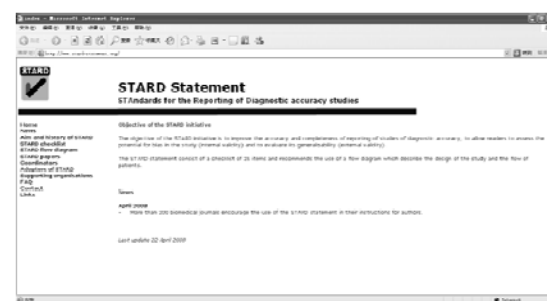 index - Microsoft Internet Explorer
STARD
STARD Statement
STAndards for the Reporting of Diagnostic accuracy studies
Home
News
Aim and history of STARD
STARD checklist
STARD flow diagram
STARD papers
Coordinators
Adopters of STARD
Supporting organisations
FAQ
Contact
Links
Objective of the STARD initiative
The objective of the STARD initiative is to improve the accuracy and completeness of reporting of studies of diagnostic accuracy, to allow readers to assess the
potential for bias in the study (internal validity) and to evaluate its generalisability (external validity).
The STARD statement consist of a checklist of 25 items and recommends the use of a flow diagram which describe the design of the study and the flow of
patients.
News
April 2008
- More than 200 biomedical journals encourage the use of the STARD statement in their instructions for authors.
Last update 22 April 2008